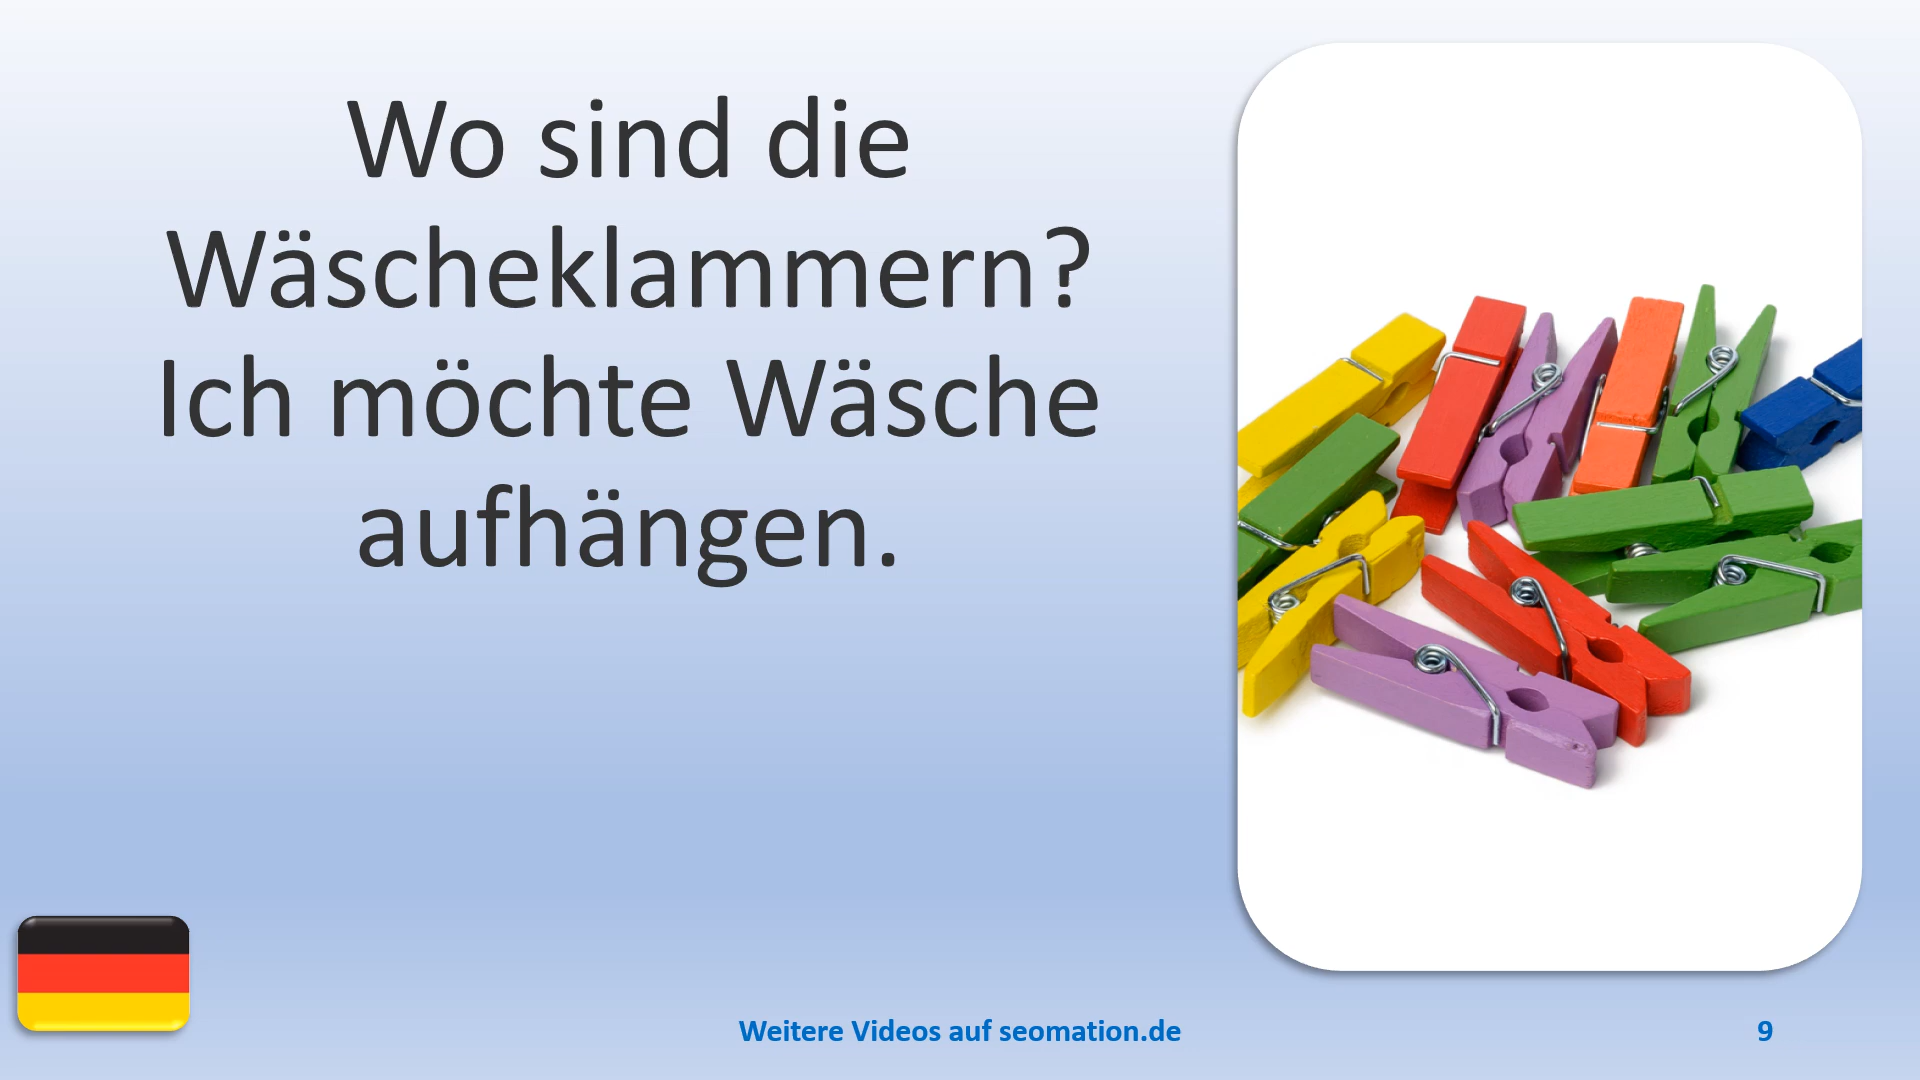 Wo sind die
Wäscheklammern?
Ich möchte Wäsche
aufhängen.
Weitere Videos auf seomation.de
9